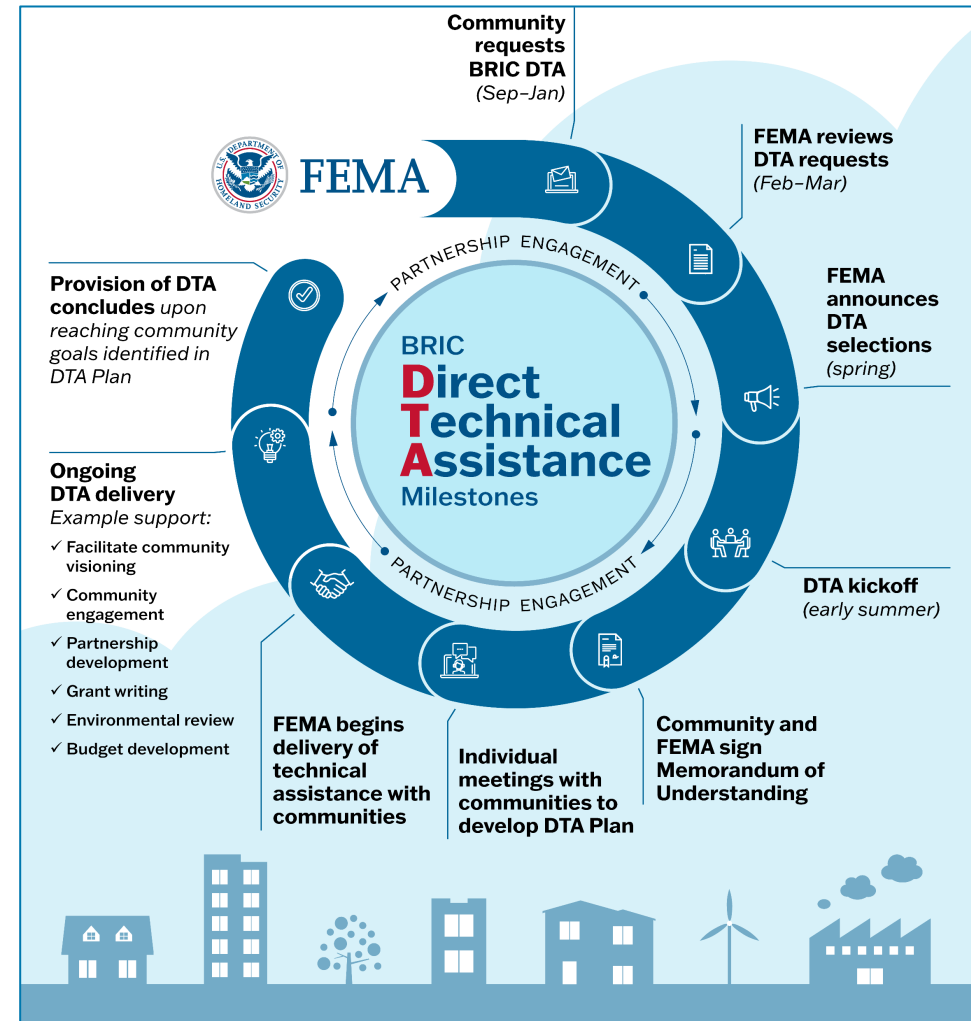 Community
requests
BRIC DTA
(Sep–Jan)
U.S. DEPARTMENT OF
HOMELAND SECURITY
FEMA
FEMA reviews
DTA requests
(Feb–Mar)
FEMA
announces
DTA
selections
(spring)
DTA kickoff
(early summer)
Community and
FEMA sign
Memorandum of
Understanding
Individual
meetings with
communities to
develop DTA Plan
FEMA begins
delivery of
technical
assistance with
communities
Ongoing
DTA delivery
Example support:
✓ Facilitate community
visioning
✓ Community
engagement
✓ Partnership
development
✓ Grant writing
✓ Environmental review
✓ Budget development
Provision of DTA
concludes upon
reaching community
goals identified in
DTA Plan
PARTNERSHIP ENGAGEMENT
BRIC
Direct
Technical
Assistance
Milestones
PARTNERSHIP ENGAGEMENT